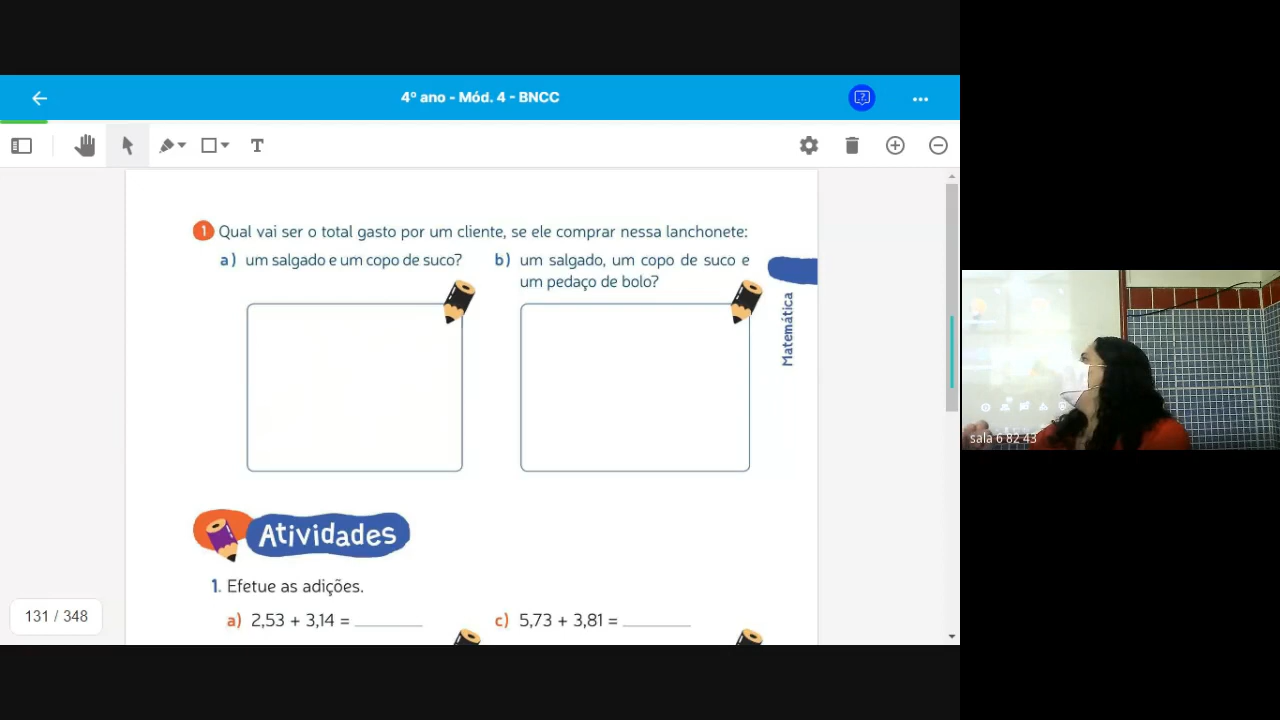 4º ano - Mód. 4 - BNCC
T
1 Qual vai ser o total gasto por um cliente, se ele comprar nessa lanchonete:
a) um salgado e um copo de suco?
b) um salgado, um copo de suco e
um pedaço de bolo?
Matemática
Atividades
1. Efetue as adições.
a) 2,53 + 3,14 = ________
c) 5,73 + 3,81 = ________
131 / 348
sala 6 82 43